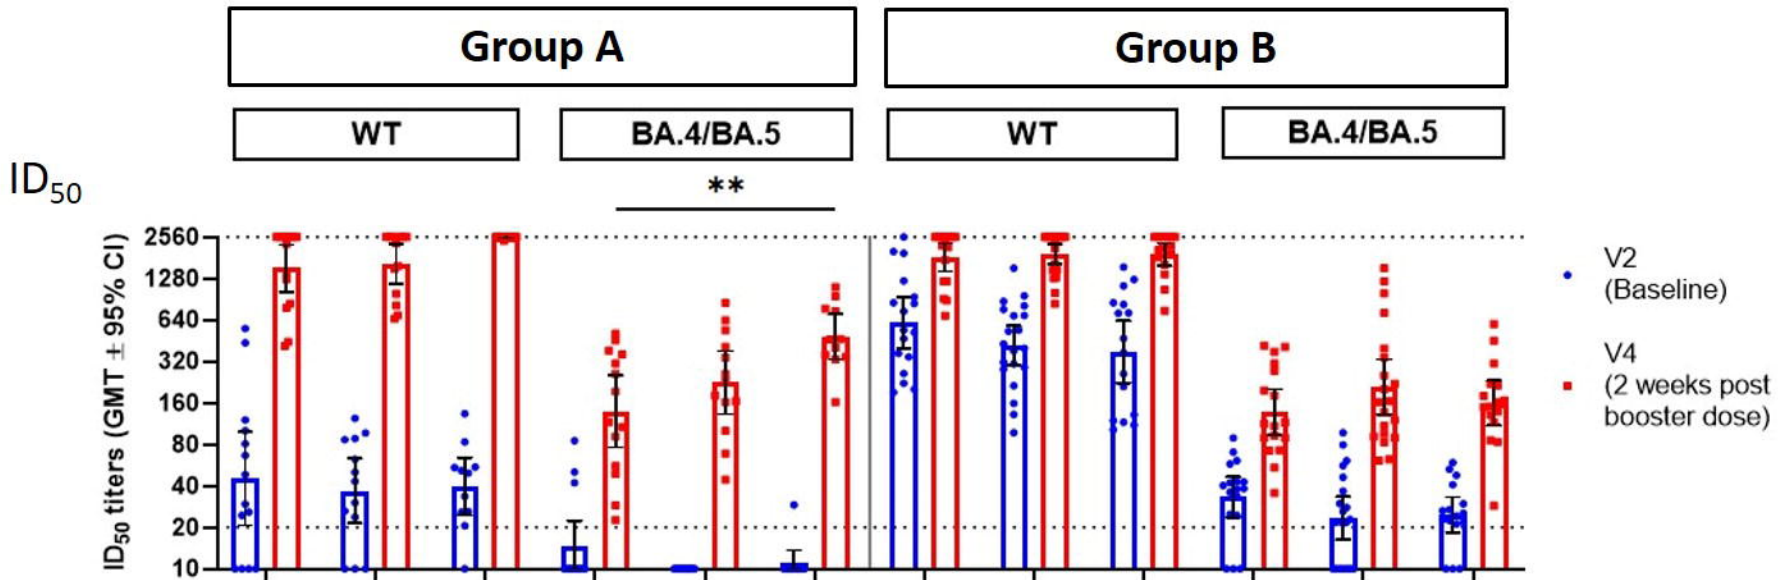 Group A
Group B
WT
BA.4/BA.5
WT
BA.4/BA.5
ID50
**
ID50 titers (GMT ± 95% CI)
2560
1280
640
320
160
80
40
20
10
V2
(Baseline)
V4
(2 weeks post
booster dose)